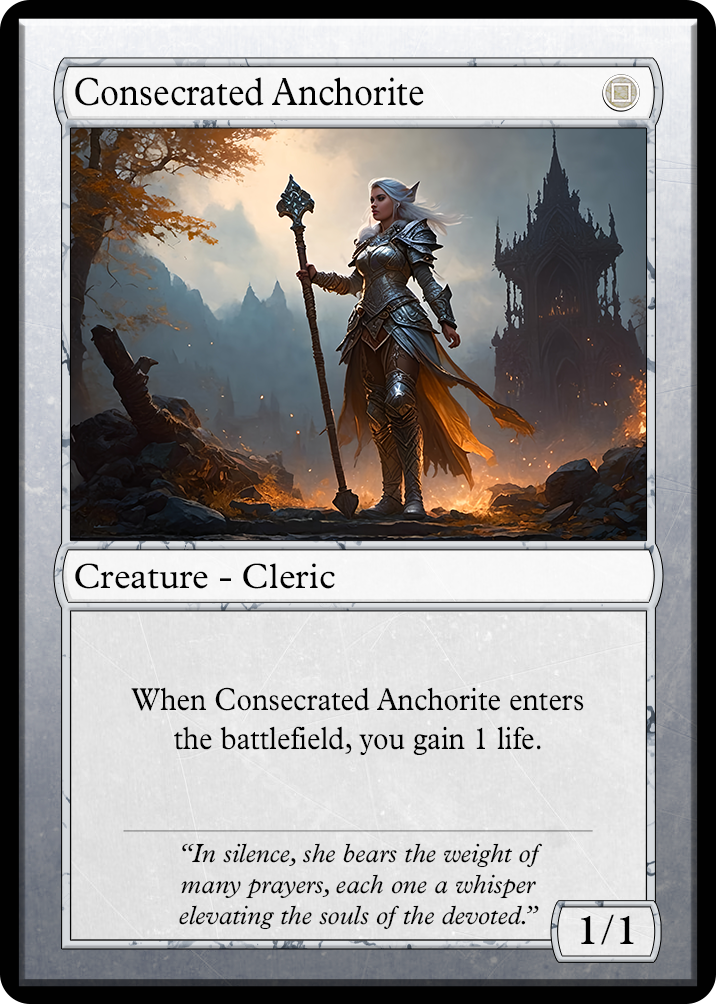 Consecrated Anchorite
Creature - Cleric
When Consecrated Anchorite enters
the battlefield, you gain 1 life.
“In silence, she bears the weight of
many prayers, each one a whisper
elevating the souls of the devoted.”
1/1